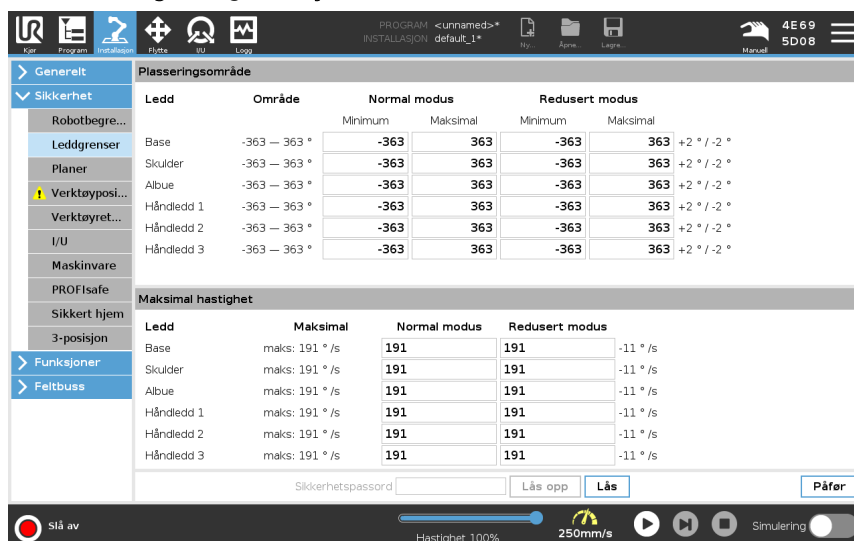 PROGRAM <unnamed>*
INSTALLASJON default_1*
UR
Kjør Program Installasjon Flytte I/U Logg Ny... Åpne... Lagre... Manuell
4E69
5D08
Generelt
Sikkerhet
Robotbegre...
Leddgrenser
Planer
Verktøyposi...
Verktøyret...
I/U
Maskinvare
PROFIsafe
Sikkert hjem
3-posisjon
Funksjoner
Feltbuss
Plasseringsområde
Ledd Område Normal modus Redusert modus
Minimum Maksimal Minimum Maksimal
Base -363 — 363 ° -363 363 -363 363 +2 ° / -2 °
Skulder -363 — 363 ° -363 363 -363 363 +2 ° / -2 °
Albue -363 — 363 ° -363 363 -363 363 +2 ° / -2 °
Håndledd 1 -363 — 363 ° -363 363 -363 363 +2 ° / -2 °
Håndledd 2 -363 — 363 ° -363 363 -363 363 +2 ° / -2 °
Håndledd 3 -363 — 363 ° -363 363 -363 363 +2 ° / -2 °
Maksimal hastighet
Ledd Maksimal Normal modus Redusert modus
Base maks: 191 ° /s 191 191 -11 ° /s
Skulder maks: 191 ° /s 191 191 -11 ° /s
Albue maks: 191 ° /s 191 191 -11 ° /s
Håndledd 1 maks: 191 ° /s 191 191 -11 ° /s
Håndledd 2 maks: 191 ° /s 191 191 -11 ° /s
Håndledd 3 maks: 191 ° /s 191 191 -11 ° /s
Sikkerhetspassord Lås opp Lås Påfør
Slå av Hastighet 100% 250mm/s Simulering